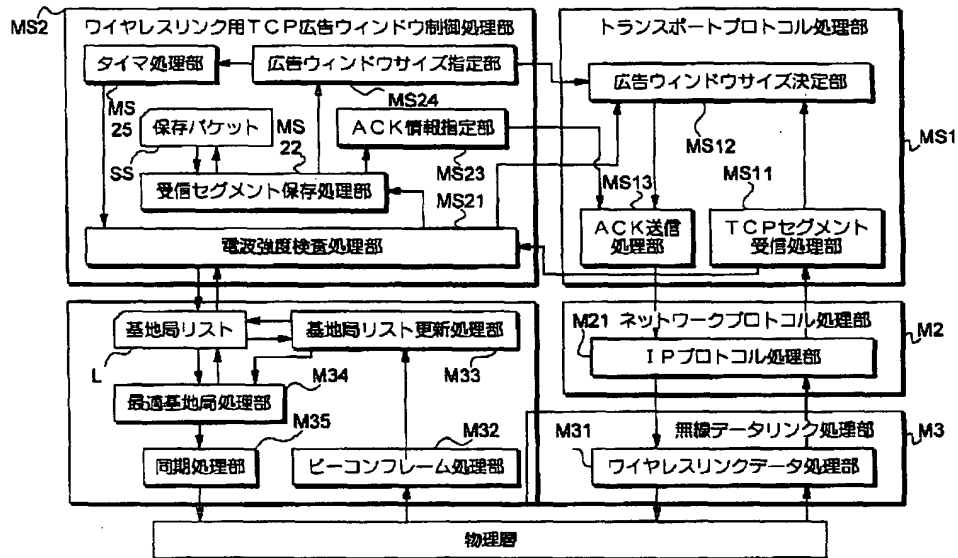 MS2
ワイヤレスリンク用TCP広告ウィンドウ制御処理部
タイマ処理部
広告ウィンドウサイズ指定部
MS
25
MS24
保存パケット
MS
22
ACK情報指定部
SS
MS23
受信セグメント保存処理部
MS21
電波強度検査処理部
トランスポートプロトコル処理部
広告ウィンドウサイズ決定部
MS12
MS1
MS13
MS11
ACK送信
処理部
TCPセグメント
受信処理部
基地局リスト
基地局リスト更新処理部
L
M34
M33
最適基地局処理部
M35
M32
同期処理部
ビーコンフレーム処理部
M21
ネットワークプロトコル処理部
M2
IPプロトコル処理部
M31
無線データリンク処理部
M3
ワイヤレスリンクデータ処理部
物理層